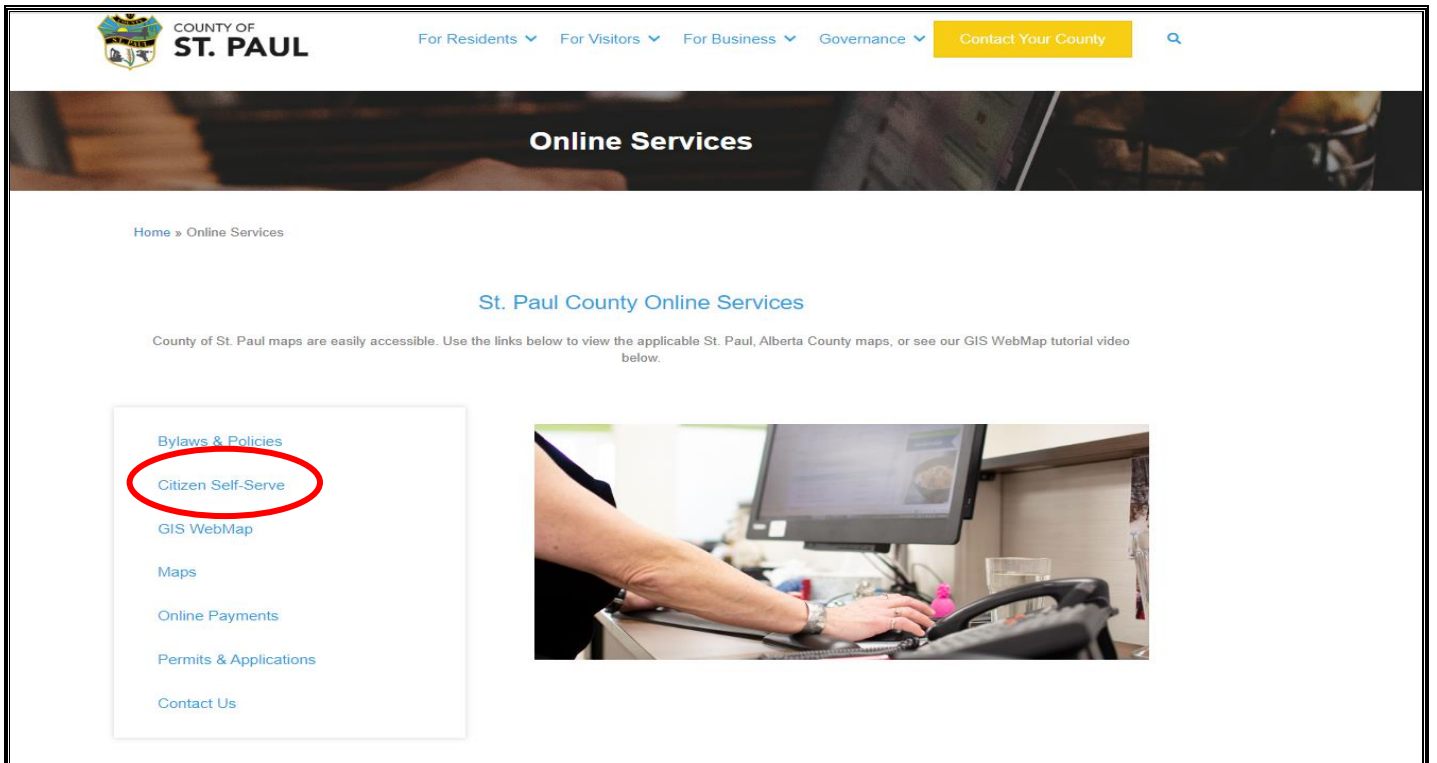 COUNTY OF
ST. PAUL
For Residents For Visitors For Business Governance Contact Your County
Online Services
Home » Online Services
St. Paul County Online Services
County of St. Paul maps are easily accessible. Use the links below to view the applicable St. Paul, Alberta County maps, or see our GIS WebMap tutorial video
below.
Bylaws & Policies
Citizen Self-Serve
GIS WebMap
Maps
Online Payments
Permits & Applications
Contact Us